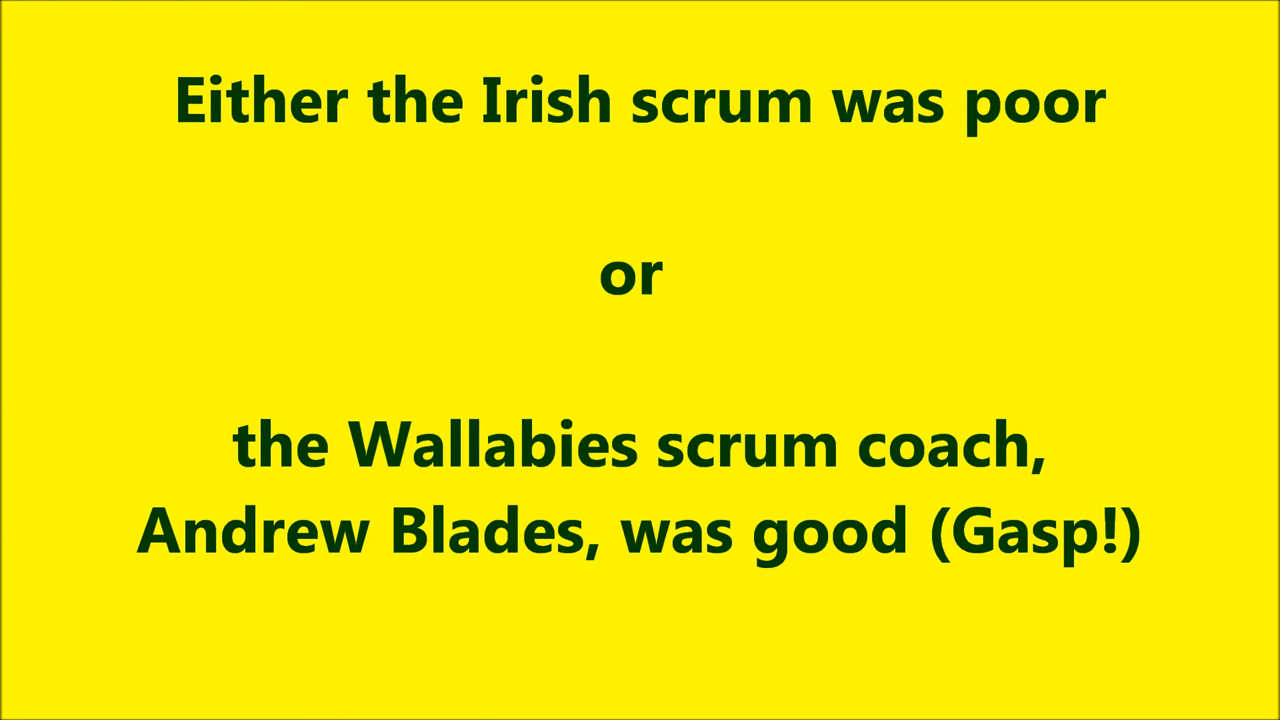 Either the Irish scrum was poor
or
the Wallabies scrum coach,
Andrew Blades, was good (Gasp!)